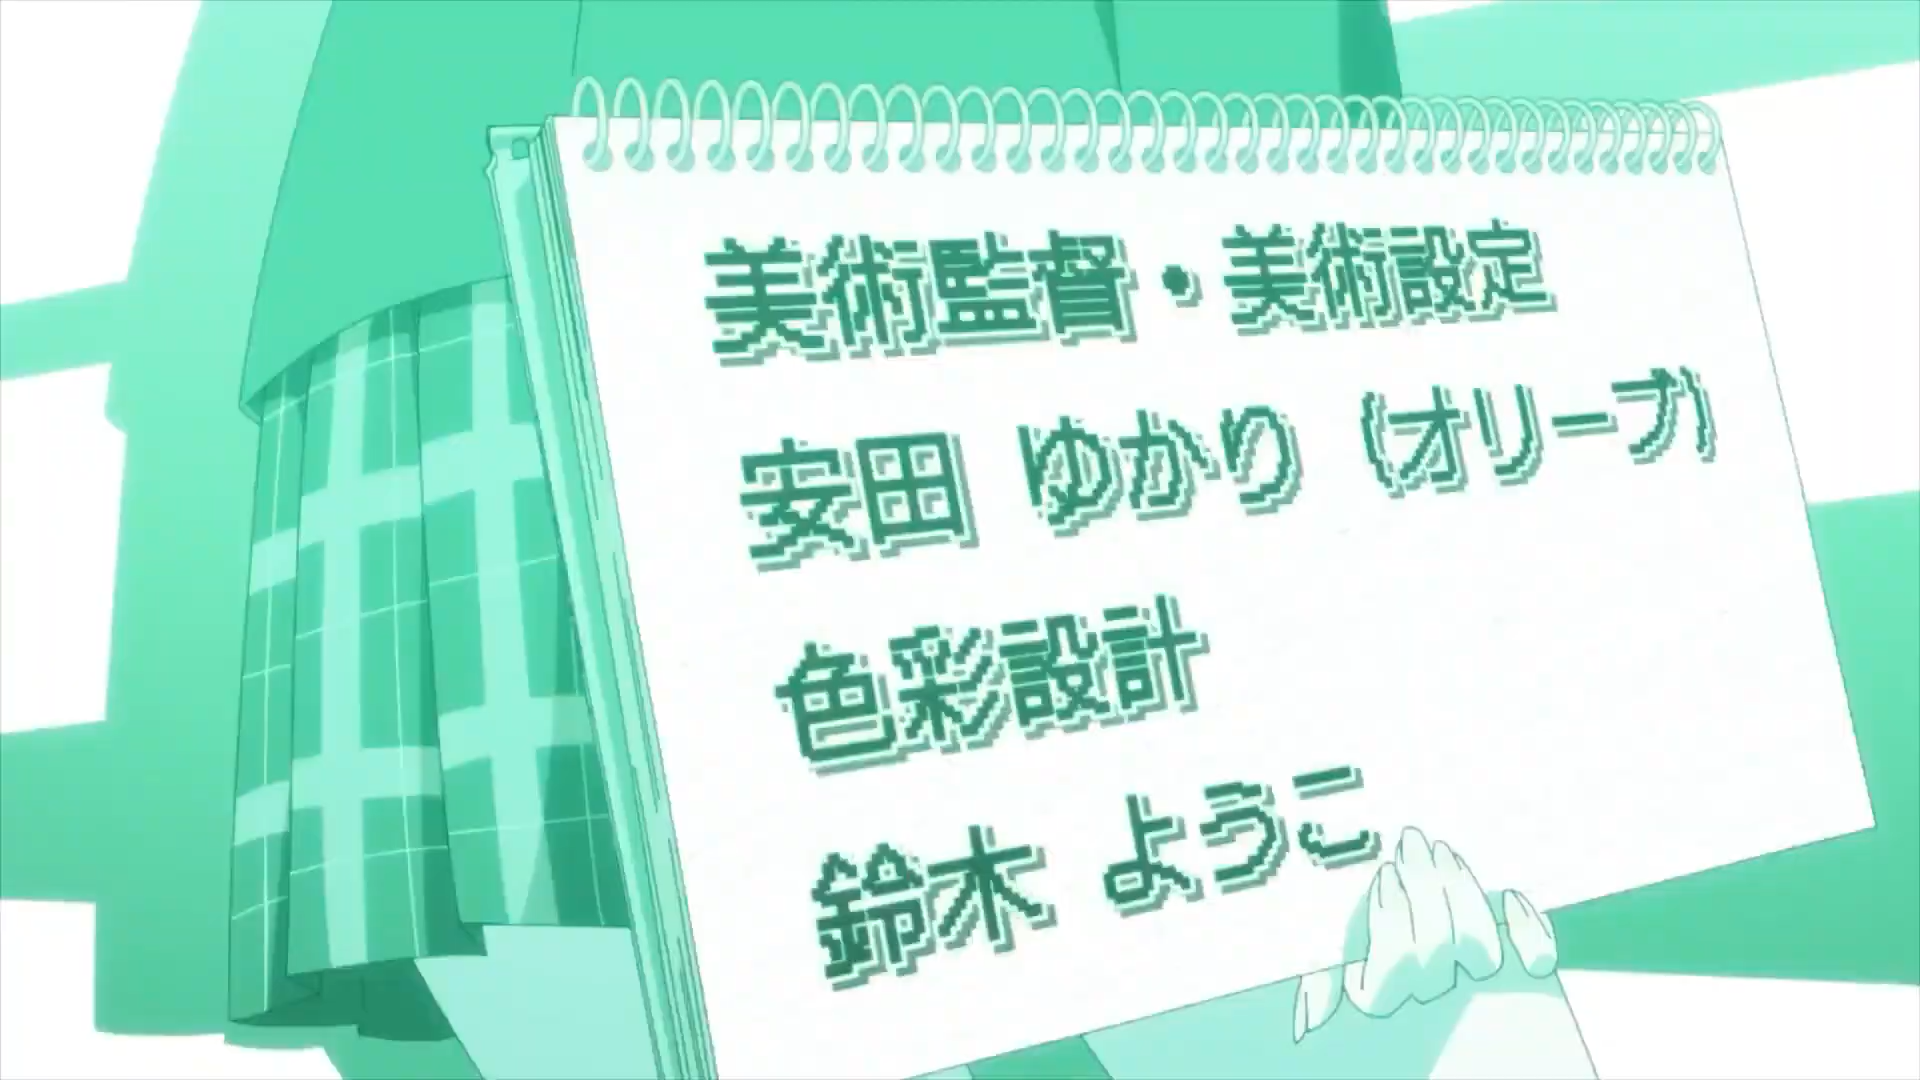 美術監督・美術設定
安田 ゆかり (オリーブ)
色彩設計
鈴木 ようこ